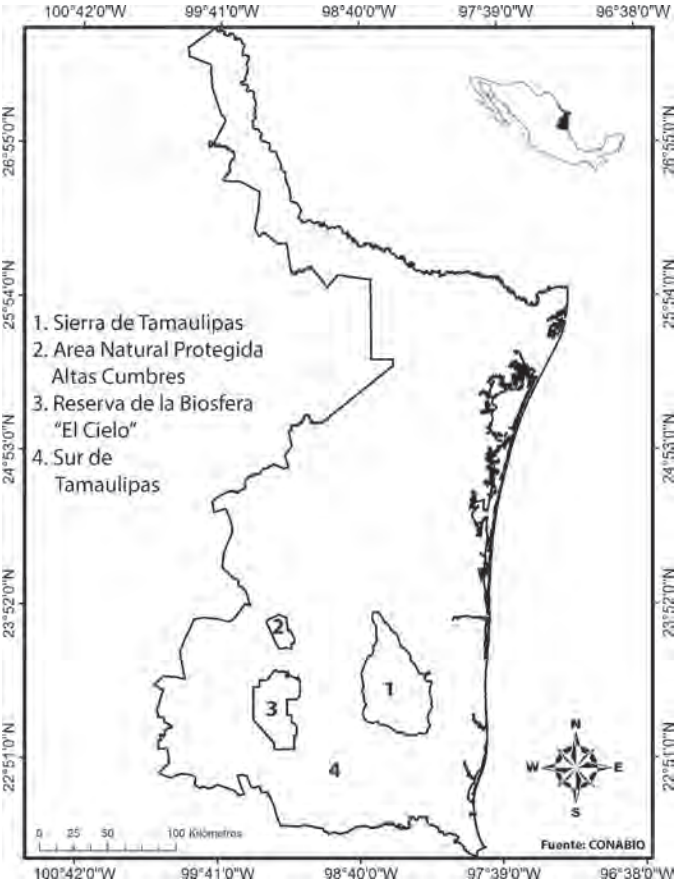 100°42'0"W 99°41'0"W 98°40'0"W 97°39'0"W 96°38'0"W
26°55'0"N 26°55'0"N
25°54'0"N 25°54'0"N
1. Sierra de Tamaulipas
2. Area Natural Protegida
Altas Cumbres
3. Reserva de la Biosfera
"El Cielo"
4. Sur de
Tamaulipas
24°53'0"N 24°53'0"N
23°52'0"N 23°52'0"N
2
1
3
4
22°51'0"N 22°51'0"N
N
W E
S
0 25 50 100 Kilómetros
Fuente: CONABIO
100°42'0"W 99°41'0"W 98°40'0"W 97°39'0"W 96°38'0"W